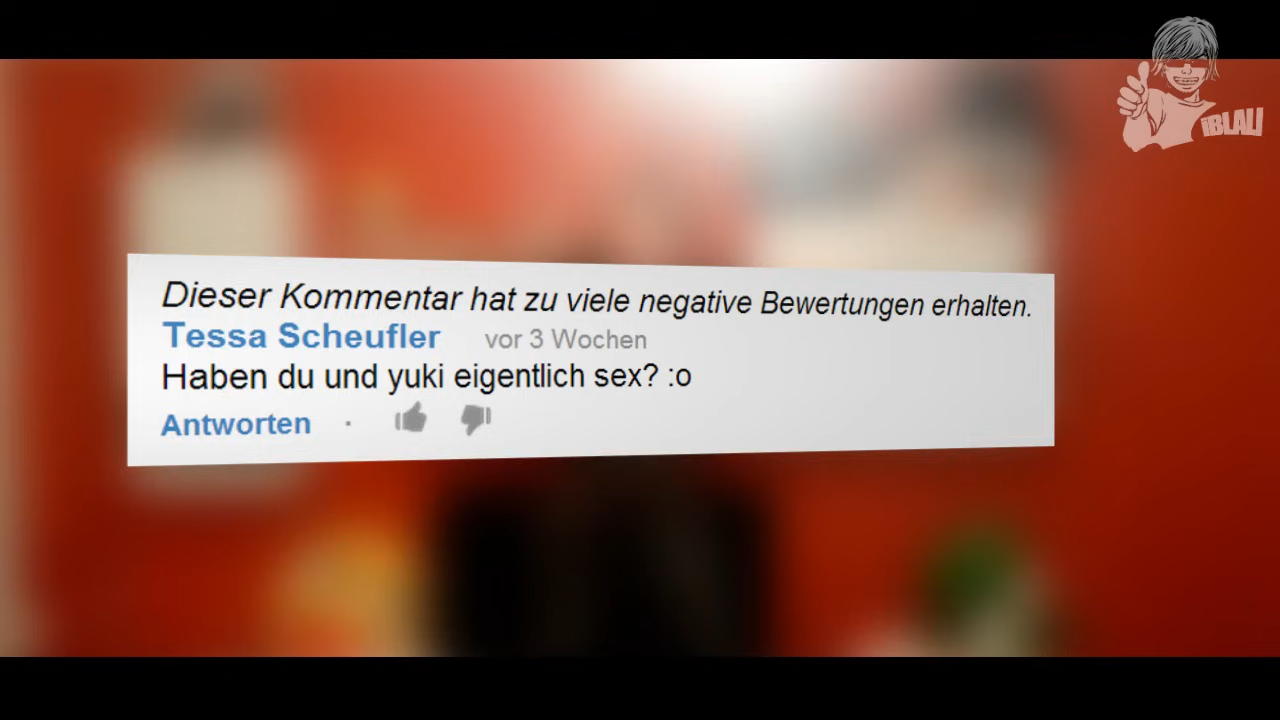 iBLALI
Dieser Kommentar hat zu viele negative Bewertungen erhalten.
Tessa Scheufler vor 3 Wochen
Haben du und yuki eigentlich sex? :o
Antworten ·